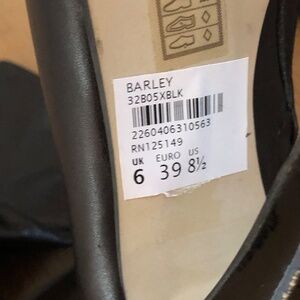 BARLEY
32B05XBLK
2260406310563
RN125149
UK EURO US
6 39 8½